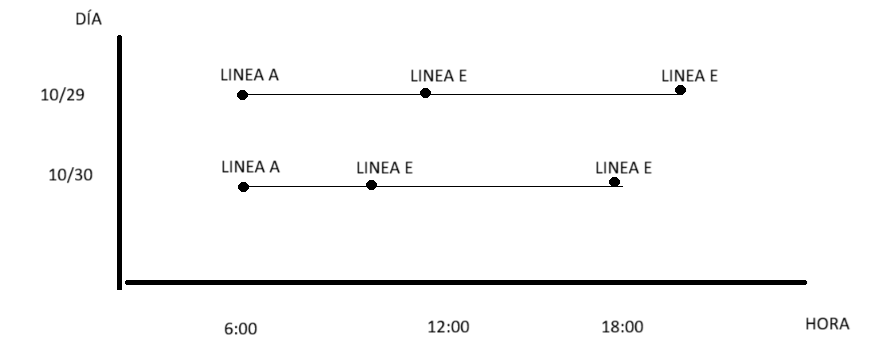 DÍA
LINEA A LINEA E LINEA E
10/29
LINEA A LINEA E LINEA E
10/30
6:00 12:00 18:00 HORA